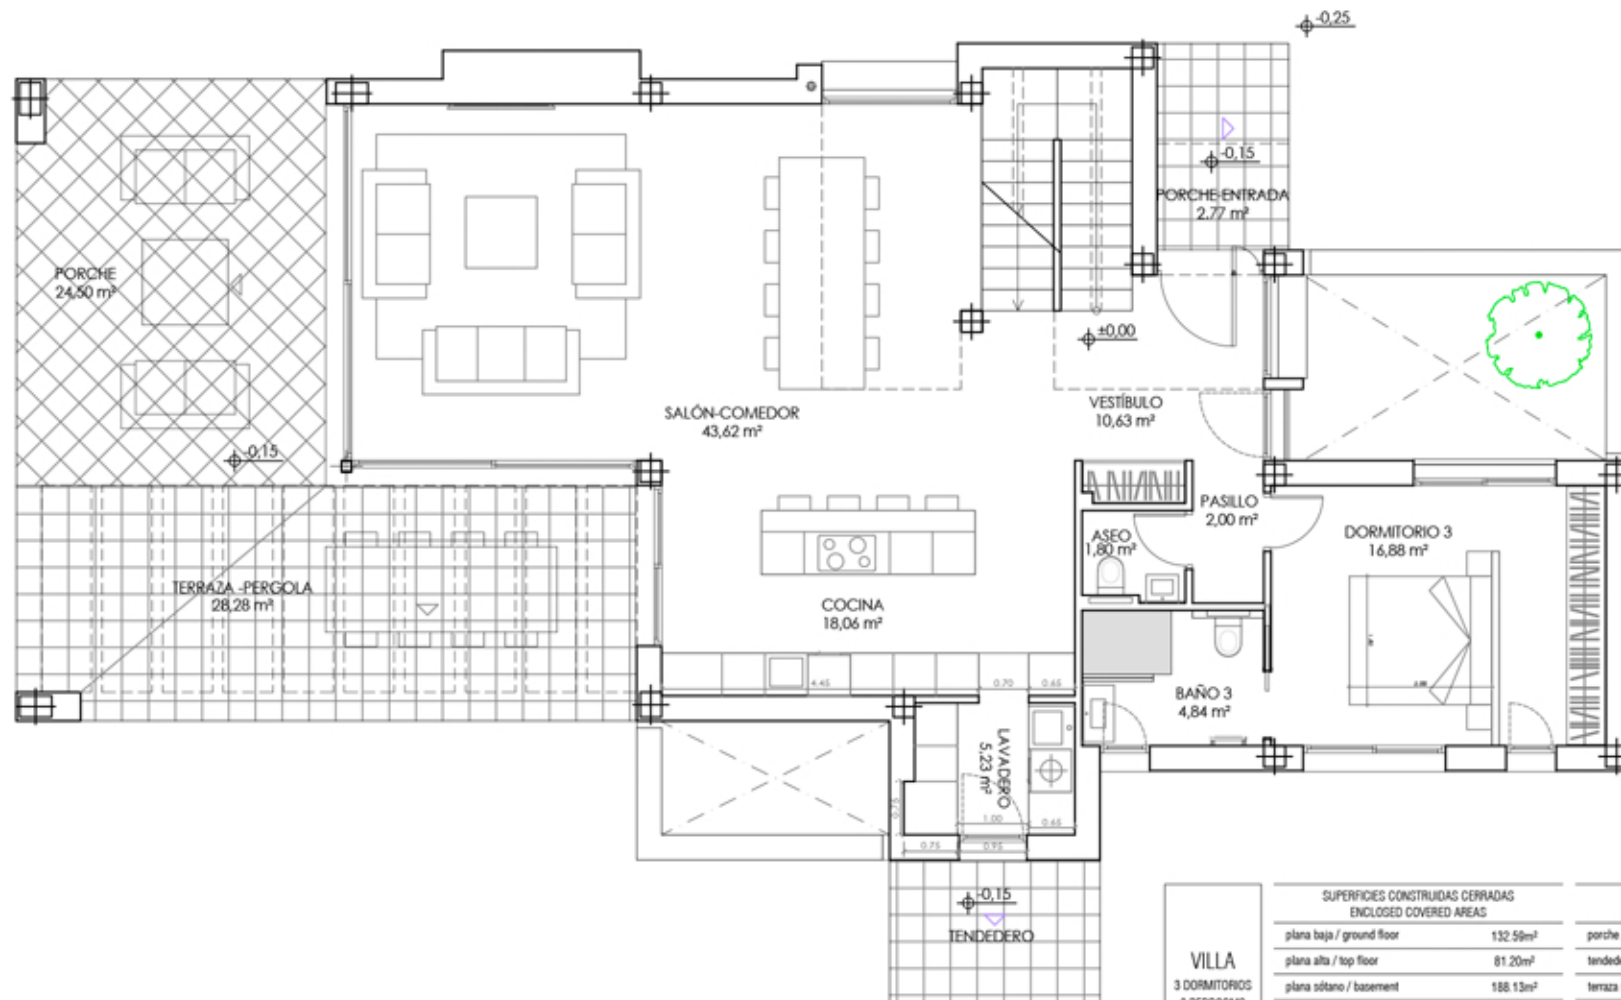 -0,25
-0,15
PORCHE-ENTRADA
2,77 m²
PORCHE
24,50 m²
±0,00
SALÓN-COMEDOR
43,62 m²
VESTÍBULO
10,63 m²
-0,15
PASILLO
2,00 m²
ASEO
1,80 m²
DORMITORIO 3
16,88 m²
TERRAZA -PERGOLA
28,28 m²
COCINA
18,06 m²
4.45
0.70
0.65
BAÑO 3
4,84 m²
LAVADERO
5,23 m²
0.75
1.00
0.65
0.75
0.95
-0,15
TENDEDERO
VILLA
3 DORMITORIOS
SUPERFICIES CONSTRUIDAS CERRADAS
ENCLOSED COVERED AREAS
plana baja / ground floor 132.59m² porche
plana alta / top floor 81.20m² tended
plana sótano / basement 188.13m² terraza